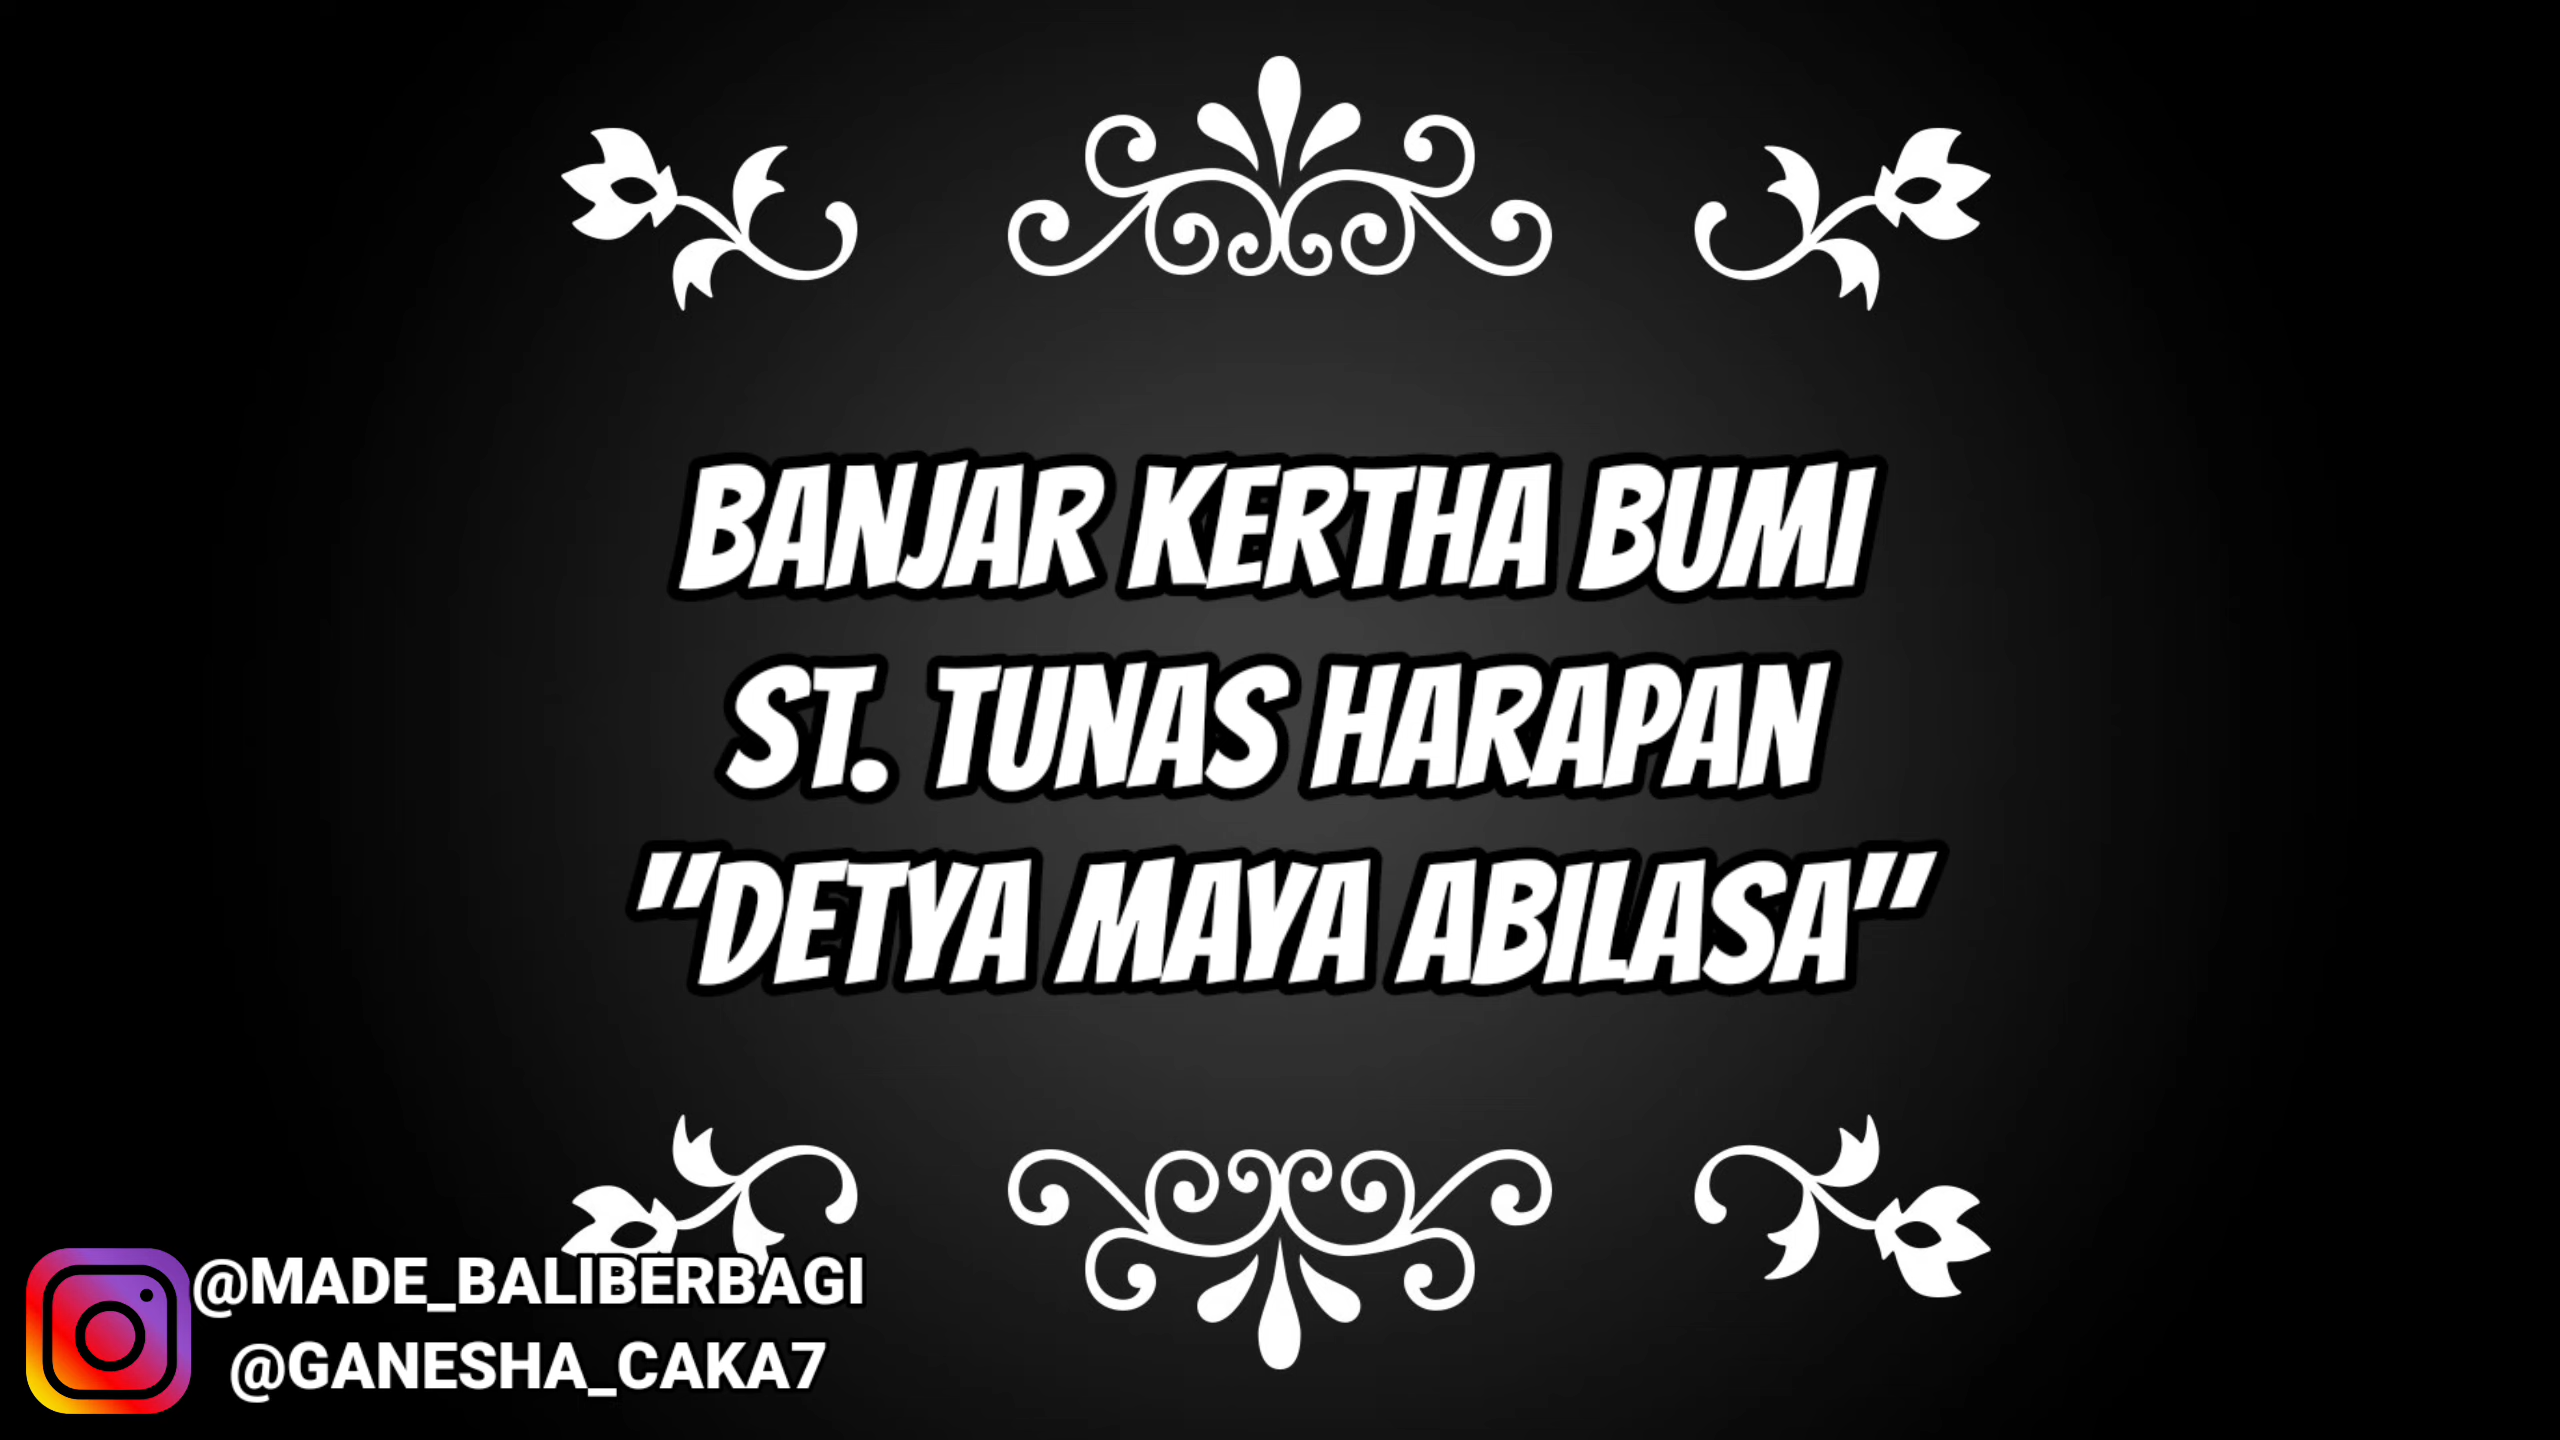 BANJAR KERTHA BUMI
ST. TUNAS HARAPAN
"DETYA MAYA ABILASA"
@MADE_BALIBERBAGI
@GANESHA_CAKA7